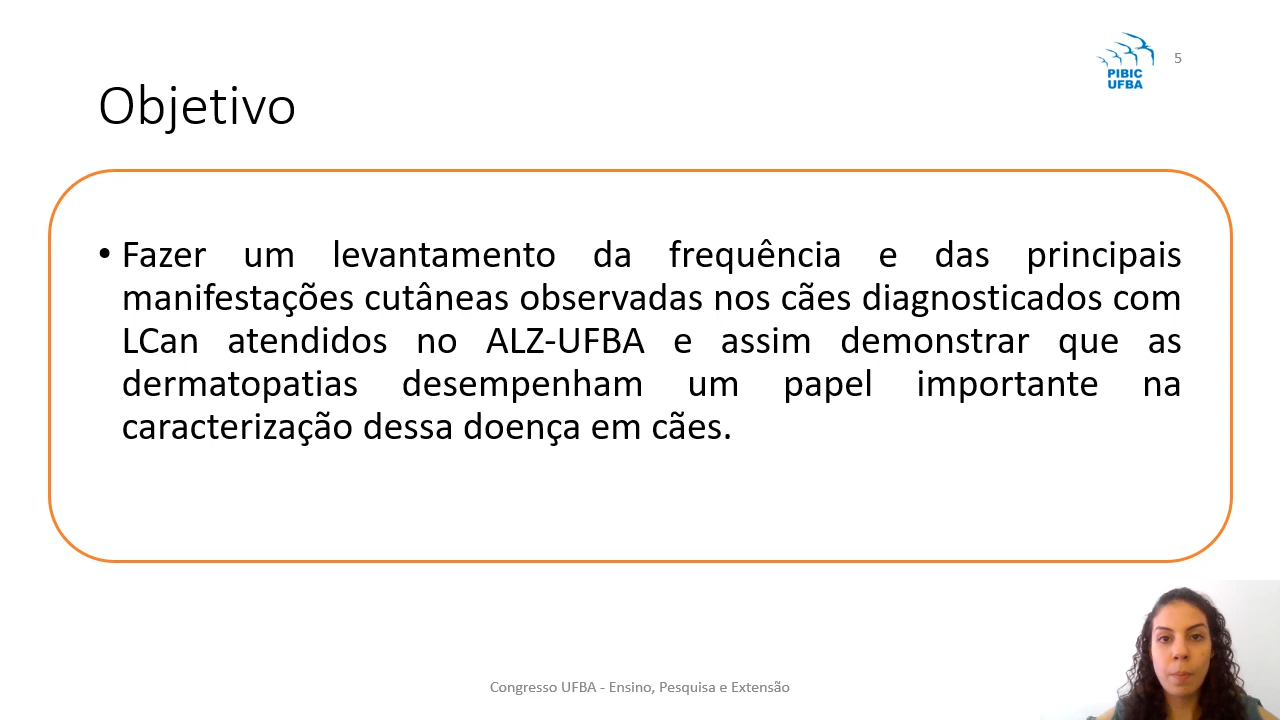 PIBIC
UFBA
5
Objetivo
• Fazer um levantamento da frequência e das principais
manifestações cutâneas observadas nos cães diagnosticados com
LCan atendidos no ALZ-UFBA e assim demonstrar que as
dermatopatias desempenham um papel importante na
caracterização dessa doença em cães.
Congresso UFBA - Ensino, Pesquisa e Extensão